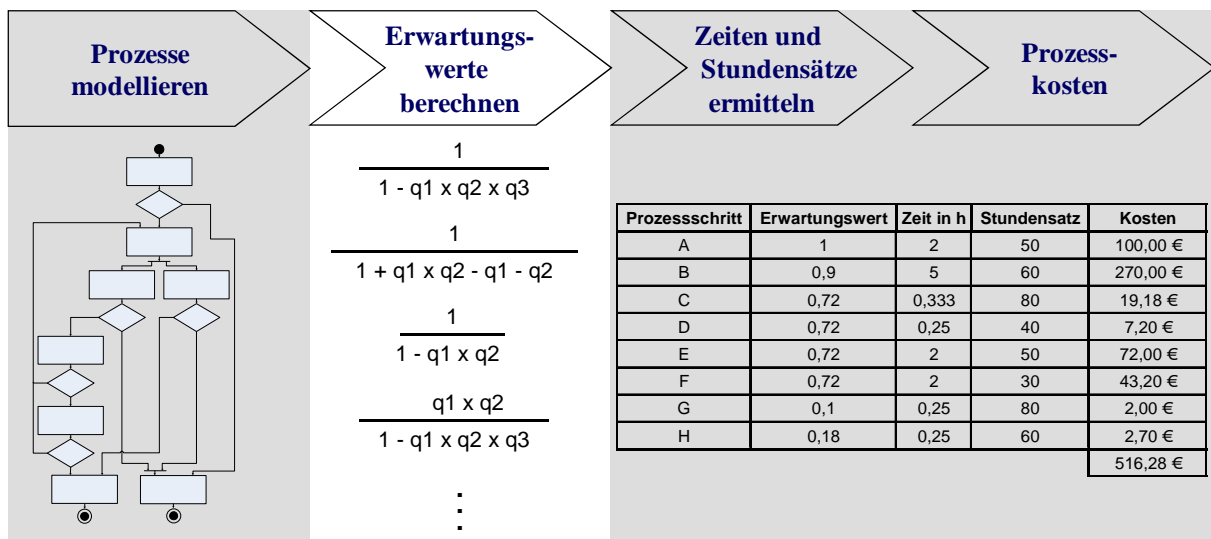 Prozesse
modellieren
Erwartungs-
werte
berechnen
Zeiten und
Stundensätze
ermitteln
Prozess-
kosten
1
1 - q1 x q2 x q3
1
1 + q1 x q2 - q1 - q2
1
1 - q1 x q2
q1 x q2
1 - q1 x q2 x q3
.
.
.
Prozessschritt Erwartungswert Zeit in h Stundensatz Kosten
A 1 2 50 100,00 €
B 0,9 5 60 270,00 €
C 0,72 0,333 80 19,18 €
D 0,72 0,25 40 7,20 €
E 0,72 2 50 72,00 €
F 0,72 2 30 43,20 €
G 0,1 0,25 80 2,00 €
H 0,18 0,25 60 2,70 €
516,28 €